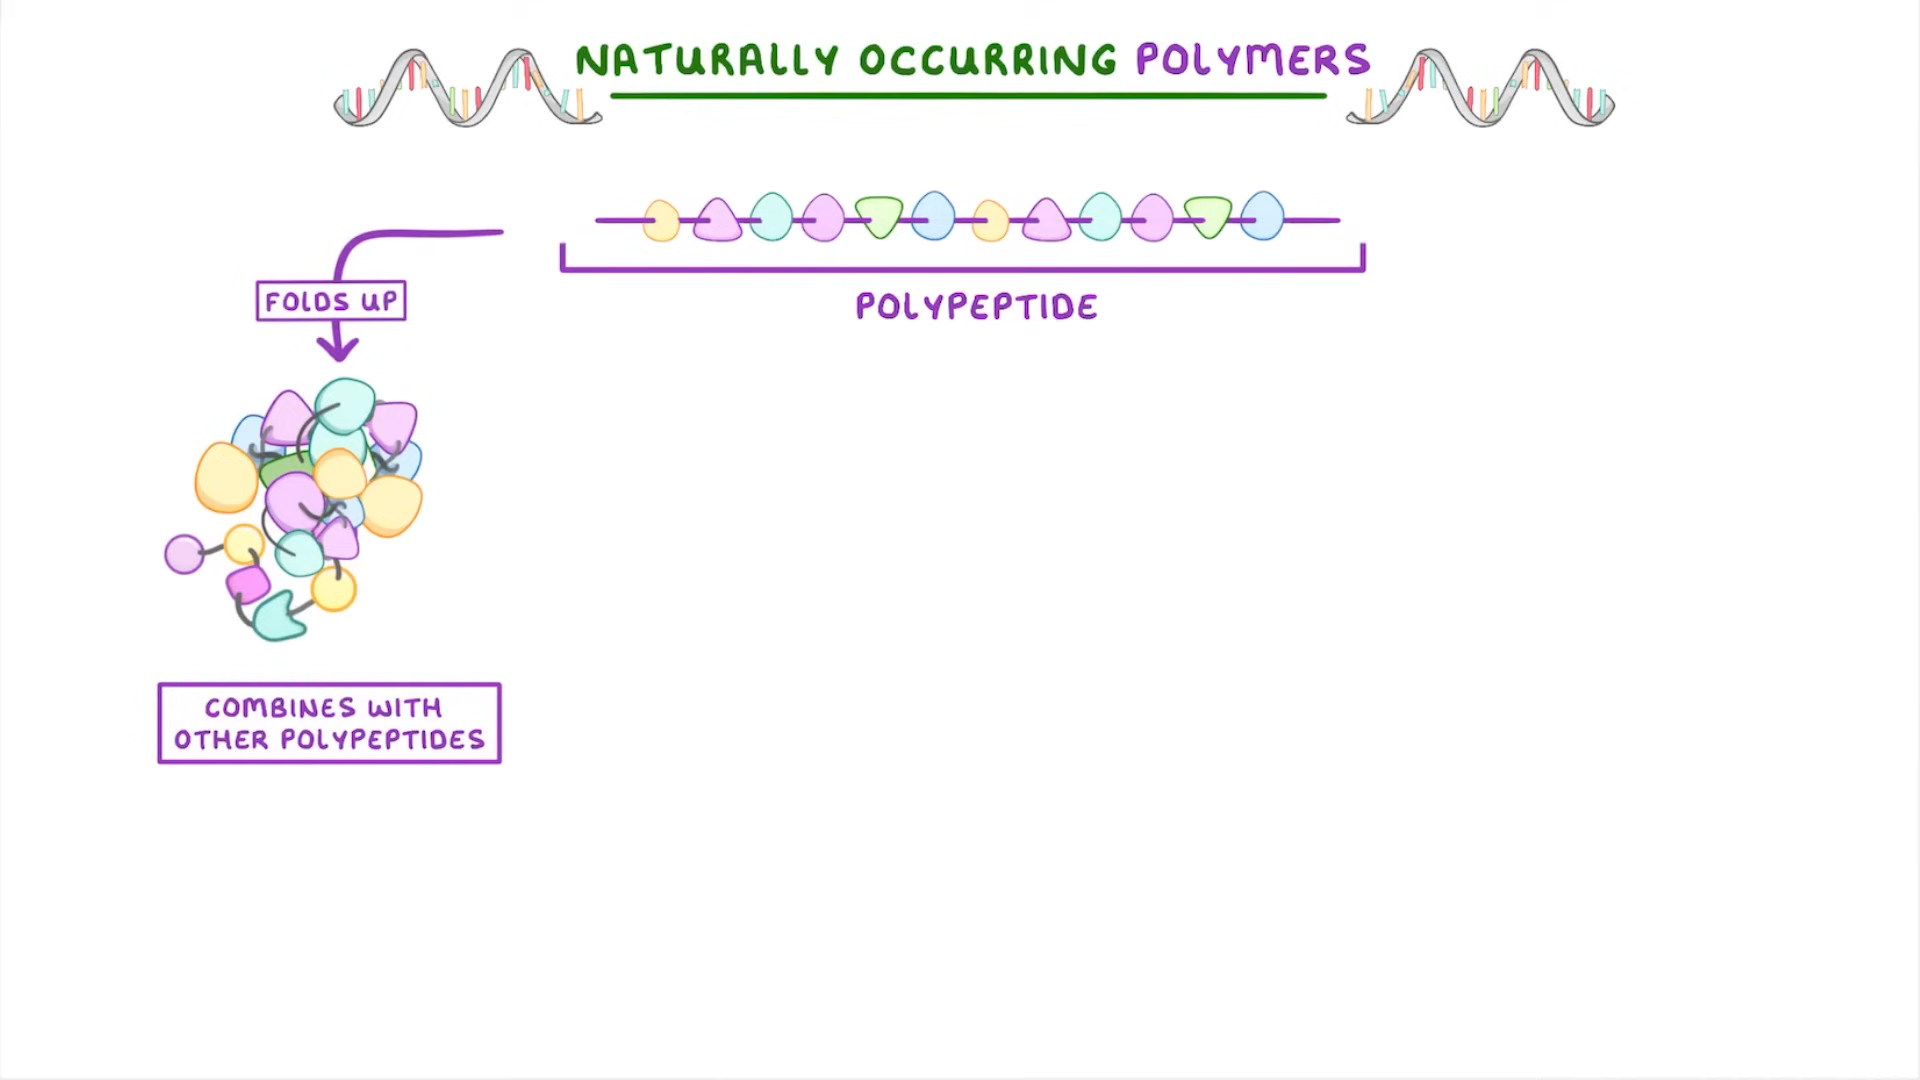 NATURALLY OCCURRING POLYMERS
FOLDS UP
POLYPEPTIDE
COMBINES WITH
OTHER POLYPEPTIDES